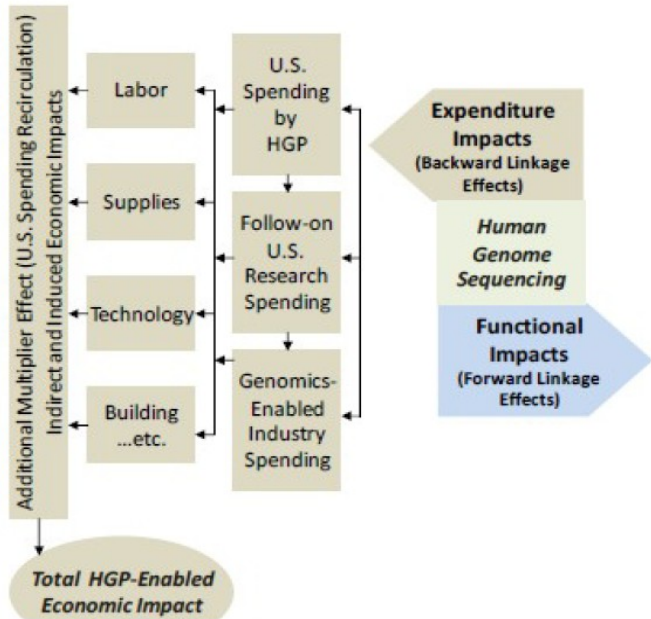 Additional Multiplier Effect (U.S. Spending Recirculation)
Indirect and Induced Economic Impacts
Labor
Supplies
Technology
Building
...etc.
U.S.
Spending
by
HGP
Follow-on
U.S.
Research
Spending
Genomics-
Enabled
Industry
Spending
Expenditure
Impacts
(Backward Linkage
Effects)
Human
Genome
Sequencing
Functional
Impacts
(Forward Linkage
Effects)
Total HGP-Enabled
Economic Impact